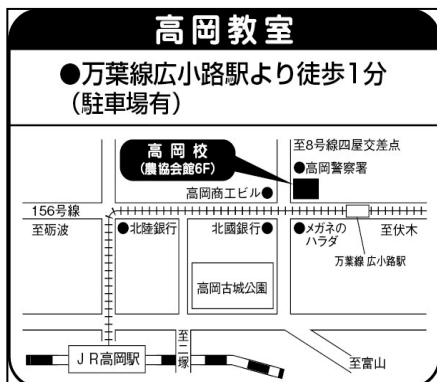 高岡教室
●万葉線広小路駅より徒歩1分
（駐車場有）
至8号線四屋交差点
高岡校
（農協会館6F）
●高岡警察署
高岡商工ビル●
156号線
至砺波
●北陸銀行
北國銀行●
●メガネの
ハラダ
至伏木
万葉線 広小路駅
高岡古城公園
JR高岡駅
至二塚
至富山